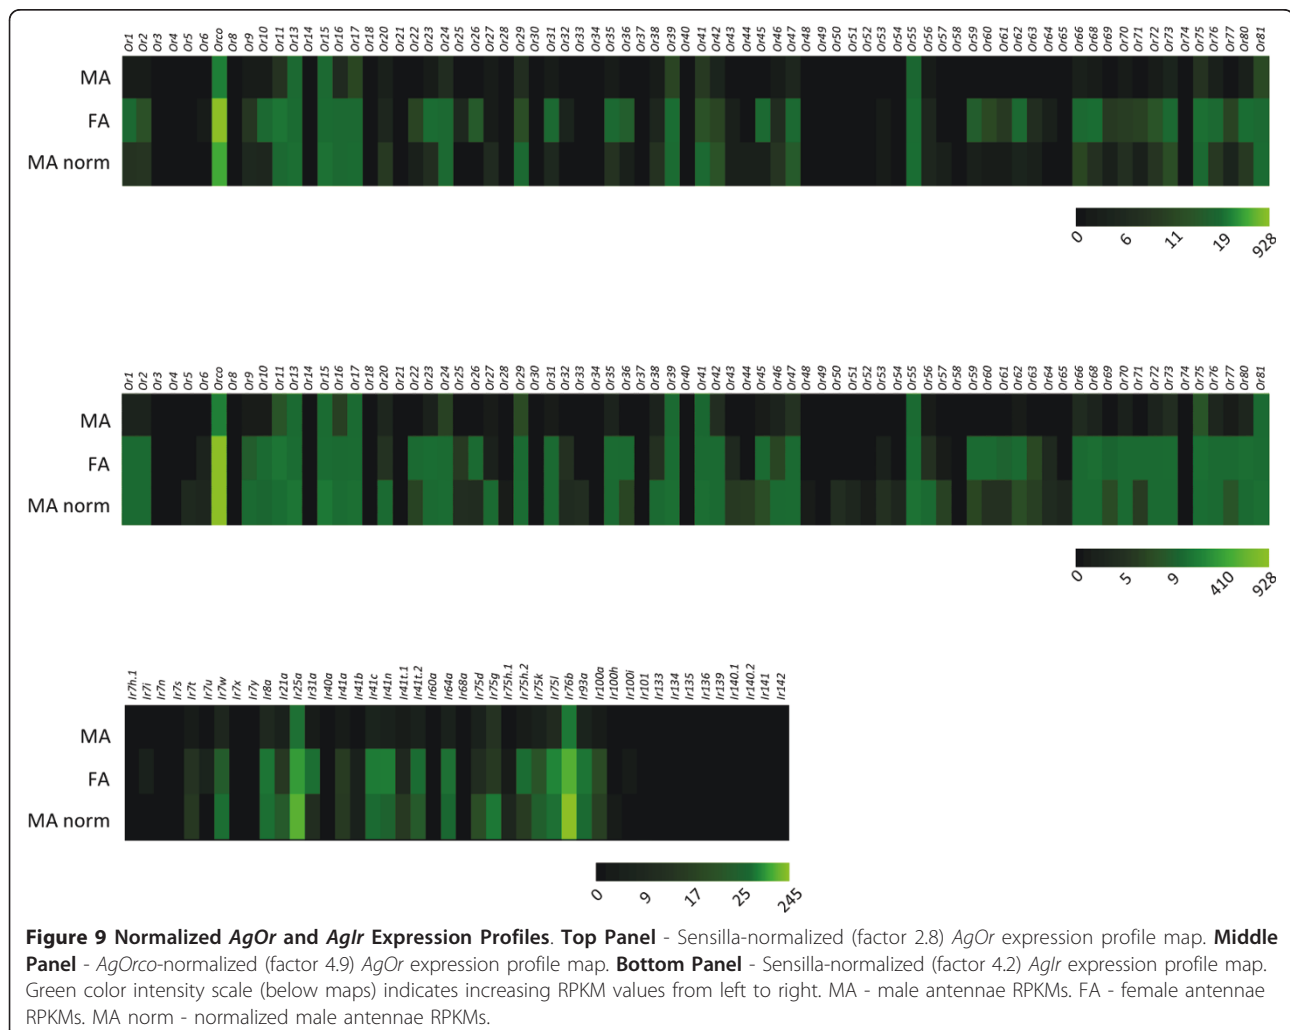 Or1 Or2 Or3 Or4 Or5 Or6 Orco Or8 Or9 Or10 Or11 Or13 Or14 Or15 Or16 Or17 Or18 Or20 Or21 Or22 Or23 Or24 Or25 Or26 Or27 Or28 Or29 Or30 Or31 Or32 Or33 Or34 Or35 Or36 Or37 Or38 Or39 Or40 Or41 Or42 Or43 Or44 Or45 Or46 Or47 Or48 Or49 Or50 Or51 Or52 Or53 Or54 Or55 Or56 Or57 Or58 Or59 Or60 Or61 Or62 Or63 Or64 Or65 Or66 Or68 Or69 Or70 Or71 Or72 Or73 Or74 Or75 Or76 Or77 Or80 Or81
MA
FA
MA norm
0 6 11 19 928
Or1 Or2 Or3 Or4 Or5 Or6 Orco Or8 Or9 Or10 Or11 Or13 Or14 Or15 Or16 Or17 Or18 Or20 Or21 Or22 Or23 Or24 Or25 Or26 Or27 Or28 Or29 Or30 Or31 Or32 Or33 Or34 Or35 Or36 Or37 Or38 Or39 Or40 Or41 Or42 Or43 Or44 Or45 Or46 Or47 Or48 Or49 Or50 Or51 Or52 Or53 Or54 Or55 Or56 Or57 Or58 Or59 Or60 Or61 Or62 Or63 Or64 Or65 Or66 Or68 Or69 Or70 Or71 Or72 Or73 Or74 Or75 Or76 Or77 Or80 Or81
MA
FA
MA norm
0 5 9 410 928
Ir7h.1 Ir7i Ir7n Ir7s Ir7t Ir7u Ir7w Ir7x Ir7y Ir8a Ir21a Ir25a Ir31a Ir40a Ir41a Ir41b Ir41c Ir41n Ir41t.1 Ir41t.2 Ir60a Ir64a Ir68a Ir75d Ir75g Ir75h.1 Ir75h.2 Ir75k Ir75l Ir76b Ir93a Ir100a Ir100h Ir100i Ir101 Ir133 Ir134 Ir135 Ir136 Ir139 Ir140.1 Ir140.2 Ir141 Ir142
MA
FA
MA norm
0 9 17 25 245
Figure 9 Normalized AgOr and AgIr Expression Profiles. Top Panel - Sensilla-normalized (factor 2.8) AgOr expression profile map. Middle
Panel - AgOrco-normalized (factor 4.9) AgOr expression profile map. Bottom Panel - Sensilla-normalized (factor 4.2) AgIr expression profile map.
Green color intensity scale (below maps) indicates increasing RPKM values from left to right. MA - male antennae RPKMs. FA - female antennae
RPKMs. MA norm - normalized male antennae RPKMs.